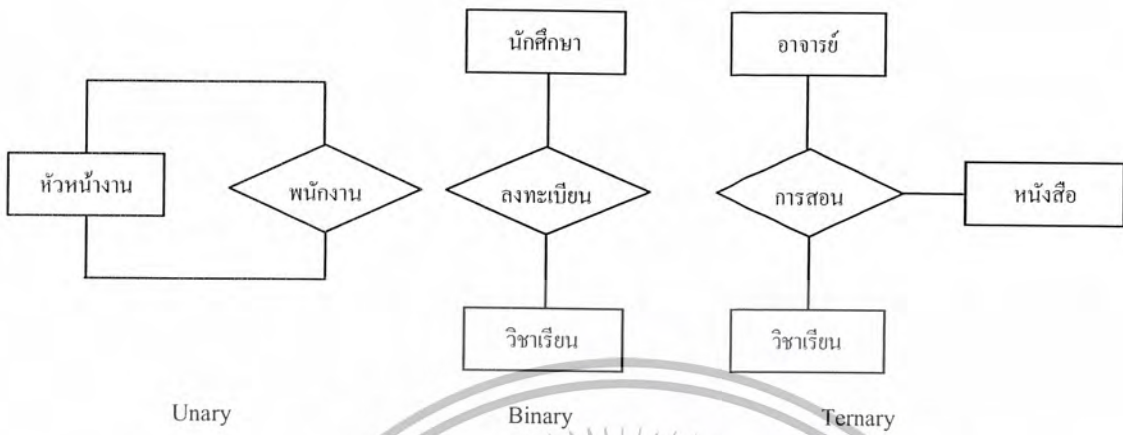 นักศึกษา
อาจารย์
หัวหน้างาน
พนักงาน
ลงทะเบียน
การสอน
หนังสือ
วิชาเรียน
วิชาเรียน
Unary
Binary
Ternary